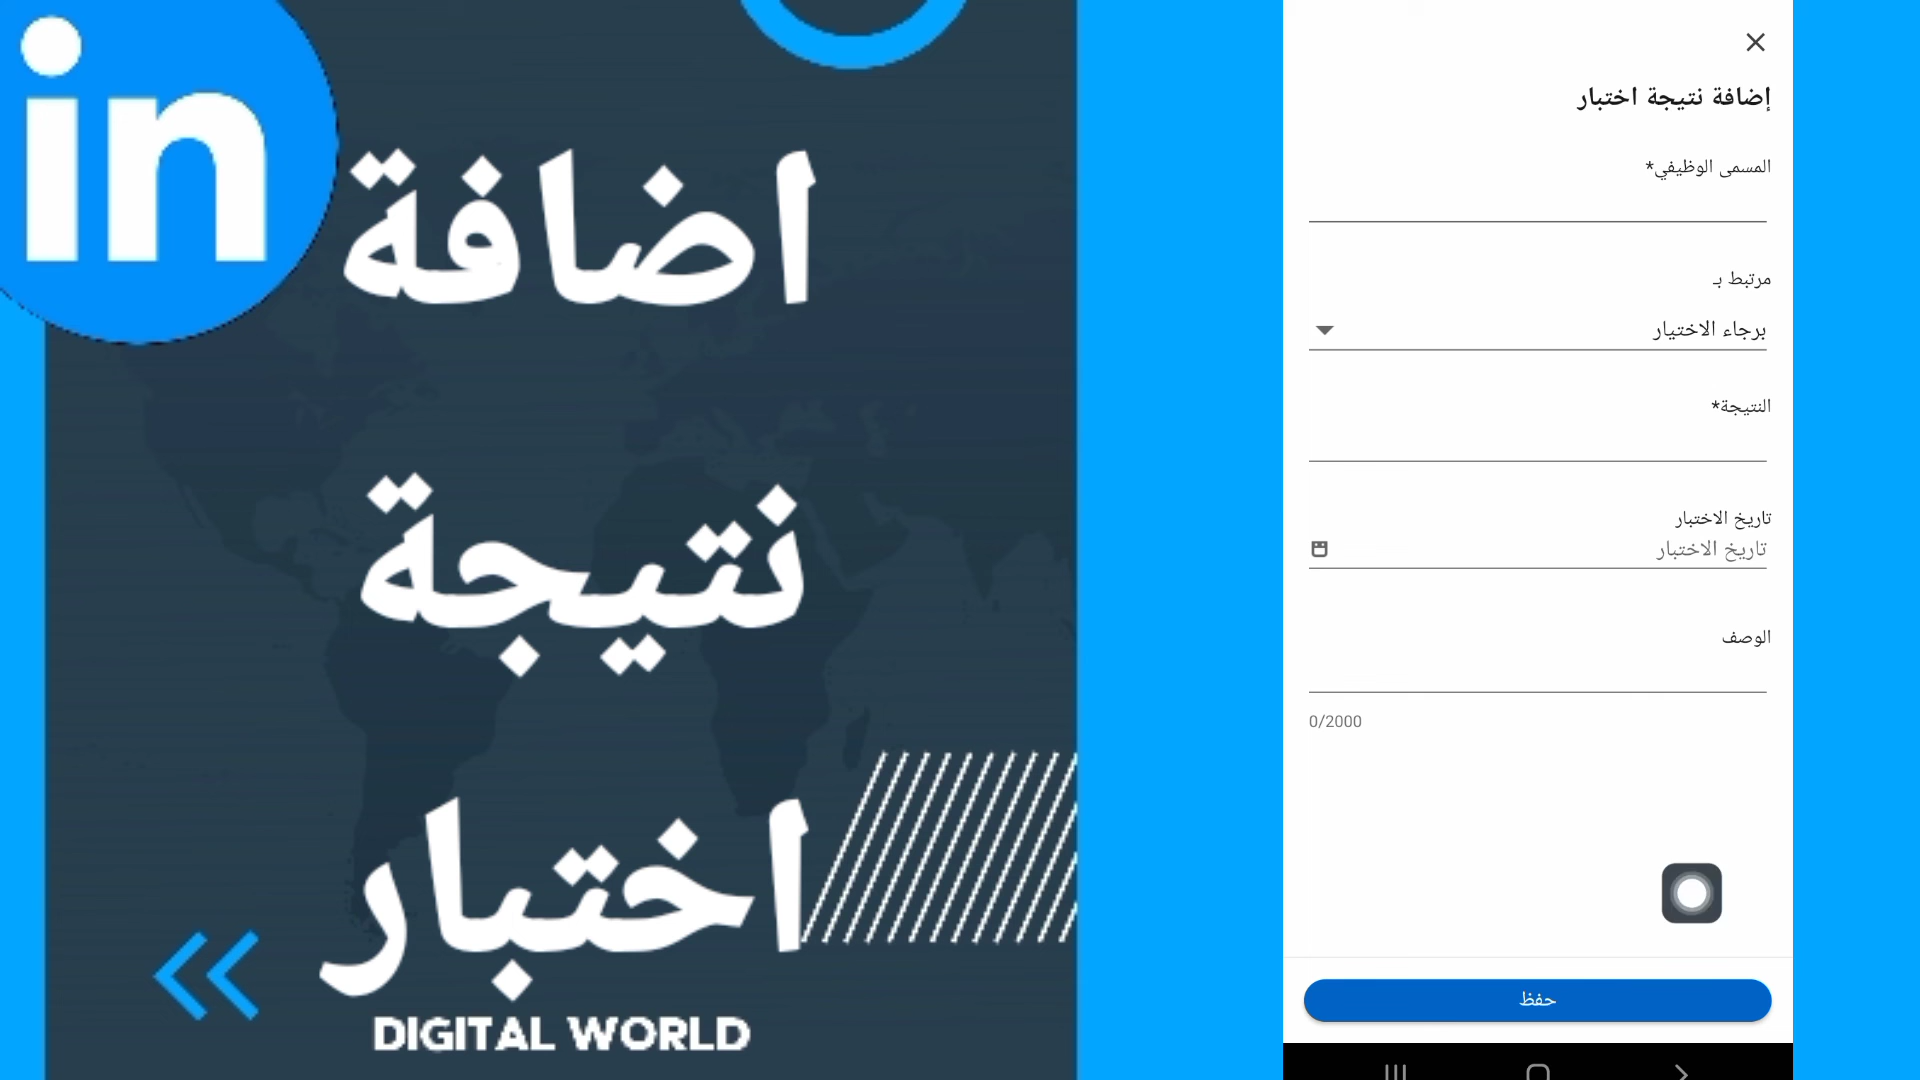 in
اضافة
نتيجة
اختبار
DIGITAL WORLD
إضافة نتيجة اختبار
المسمى الوظيفي*
مرتبط بـ
برجاء الاختيار
النتيجة*
تاريخ الاختبار
تاريخ الاختبار
الوصف
0/2000
حفظ